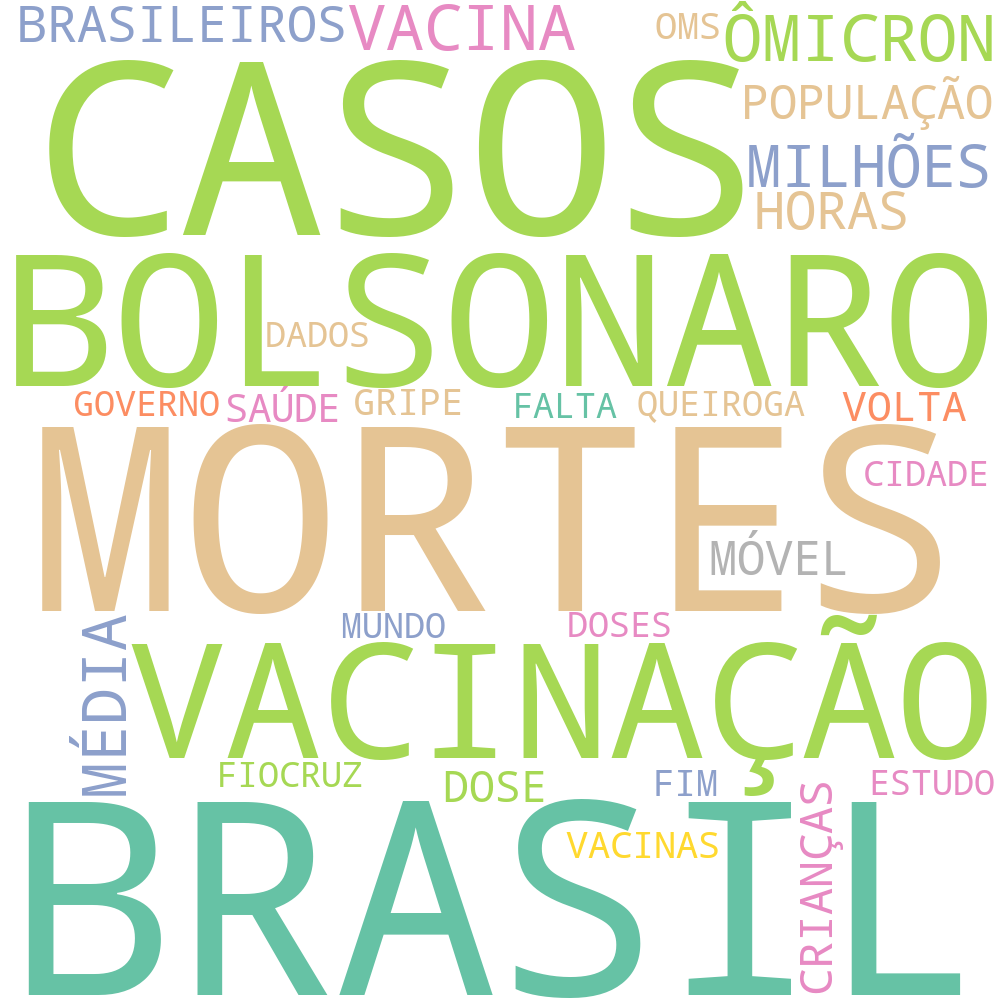 BRASILEIROS VACINA OMS ÔMICRON
CASOS
POPULAÇÃO
MILHÕES
HORAS
BOLSONARO
DADOS
GOVERNO SAÚDE GRIPE FALTA QUEIROGA VOLTA
MORTES
CIDADE
MÓVEL
MÉDIA
MUNDO DOSES
VACINAÇÃO
FIOCRUZ DOSE FIM ESTUDO
BRASIL
VACINAS
CRIANÇAS